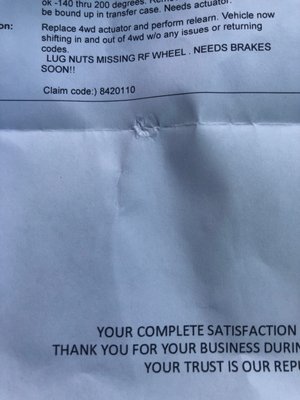 ok -140 thru 200 degrees.
be bound up in transfer case. Needs actuator.
on: Replace 4wd actuator and perform relearn. Vehicle now
shifting in and out of 4wd w/o any issues or returning
codes.
LUG NUTS MISSING RF WHEEL . NEEDS BRAKES
SOON!!
Claim code:) 8420110
YOUR COMPLETE SATISFACTION
THANK YOU FOR YOUR BUSINESS DURIN
YOUR TRUST IS OUR REPU